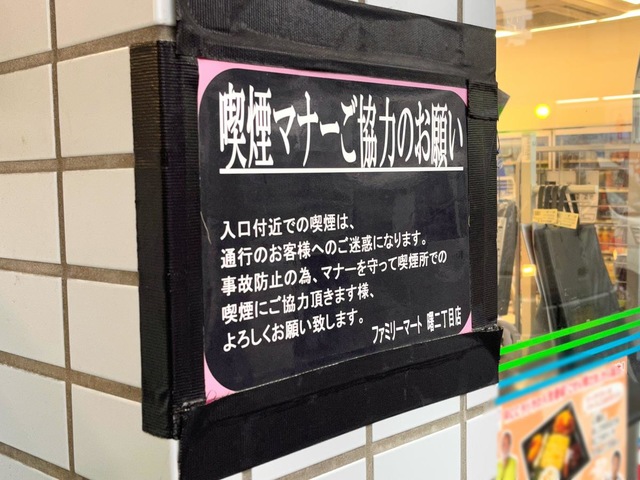 喫煙マナーご協力のお願い
入口付近での喫煙は、
通行のお客様へのご迷惑になります。
事故防止の為、マナーを守って喫煙所での
喫煙にご協力頂きます様、
よろしくお願い致します。
ファミリーマート 曙二丁目店